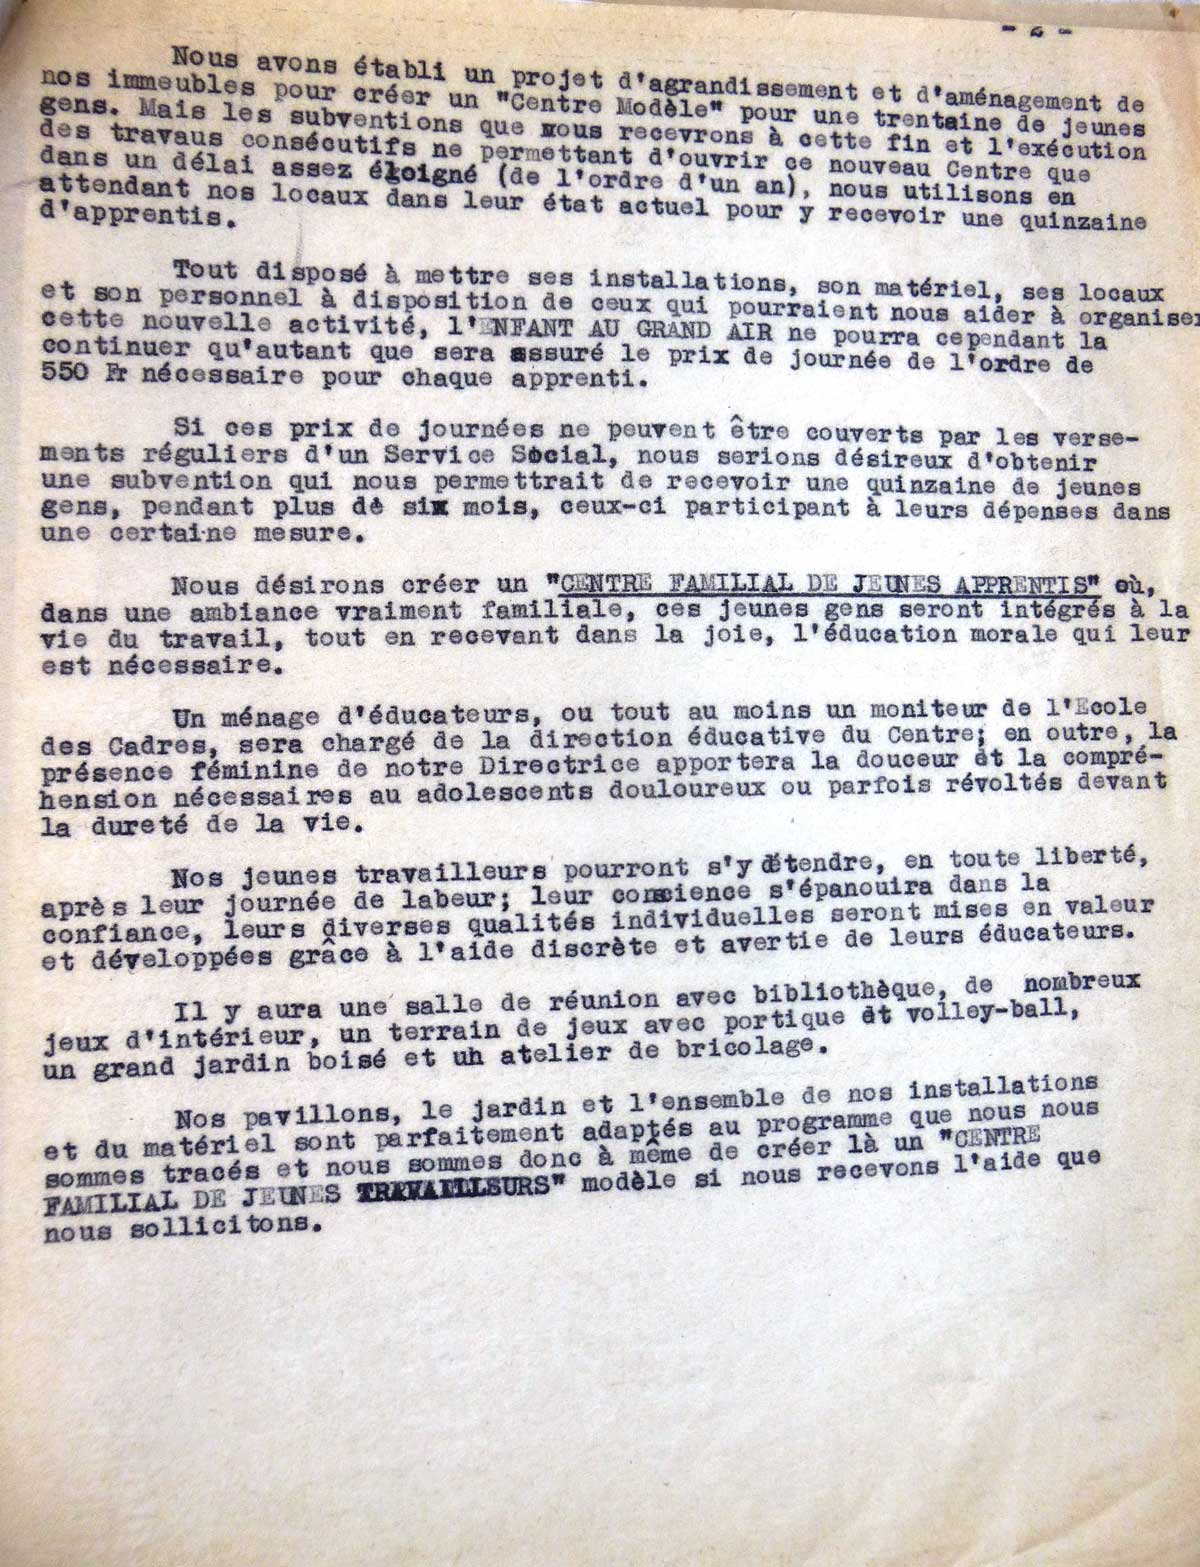 - 2 -
Nous avons établi un projet d'agrandissement et d'aménagement de
nos immeubles pour créer un "Centre Modèle" pour une trentaine de jeunes
gens. Mais les subventions que nous recevrons à cette fin et l'exécution
des travaus consécutifs ne permettant d'ouvrir ce nouveau Centre que
dans un délai assez éloigné (de l'ordre d'un an), nous utilisons en
attendant nos locaux dans leur état actuel pour y recevoir une quinzaine
d'apprentis.
Tout disposé à mettre ses installations, son matériel, ses locaux
et son personnel à disposition de ceux qui pourraient nous aider à organiser
cette nouvelle activité, l'ENFANT AU GRAND AIR ne pourra cependant la
continuer qu'autant que sera assuré le prix de journée de l'ordre de
550 Fr nécessaire pour chaque apprenti.
Si ces prix de journées ne peuvent être couverts par les verse-
ments réguliers d'un Service Social, nous serions désireux d'obtenir
une subvention qui nous permettrait de recevoir une quinzaine de jeunes
gens, pendant plus de six mois, ceux-ci participant à leurs dépenses dans
une certaine mesure.
Nous désirons créer un "CENTRE FAMILIAL DE JEUNES APPRENTIS" où,
dans une ambiance vraiment familiale, ces jeunes gens seront intégrés à la
vie du travail, tout en recevant dans la joie, l'éducation morale qui leur
est nécessaire.
Un ménage d'éducateurs, ou tout au moins un moniteur de l'Ecole
des Cadres, sera chargé de la direction éducative du Centre; en outre, la
présence féminine de notre Directrice apportera la douceur et la compré-
hension nécessaires au adolescents douloureux ou parfois révoltés devant
la dureté de la vie.
Nos jeunes travailleurs pourront s'y détendre, en toute liberté,
après leur journée de labeur; leur conscience s'épanouira dans la
confiance, leurs diverses qualités individuelles seront mises en valeur
et développées grâce à l'aide discrète et avertie de leurs éducateurs.
Il y aura une salle de réunion avec bibliothèque, de nombreux
jeux d'intérieur, un terrain de jeux avec portique et volley-ball,
un grand jardin boisé et un atelier de bricolage.
Nos pavillons, le jardin et l'ensemble de nos installations
et du matériel sont parfaitement adaptés au programme que nous nous
sommes tracés et nous sommes donc à même de créer là un "CENTRE
FAMILIAL DE JEUNES TRAVAILLEURS" modèle si nous recevons l'aide que
nous sollicitons.